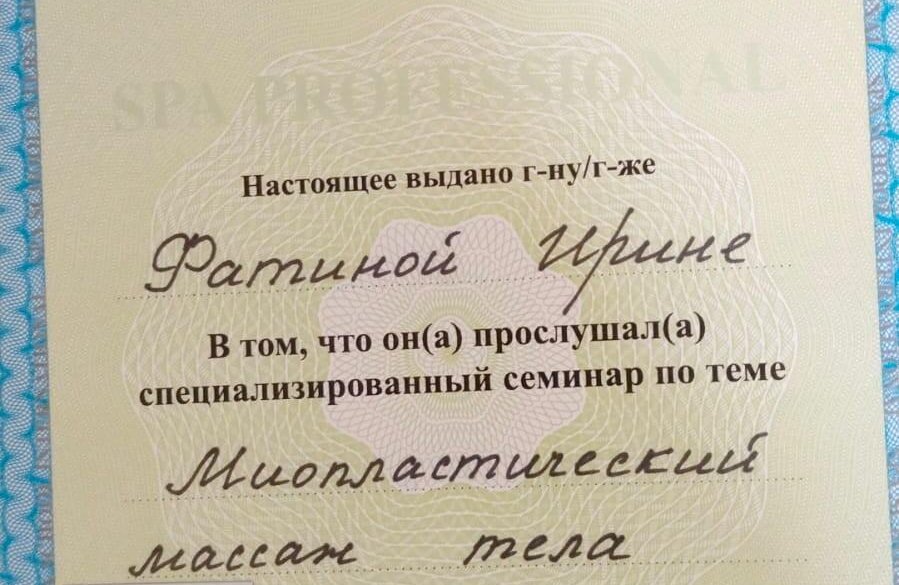 SPA PROFESSIONAL
Настоящее выдано г-ну/г-же
Фатиной Ирине
В том, что он(а) прослушал(а)
специализированный семинар по теме
Миопластический
массаж тела